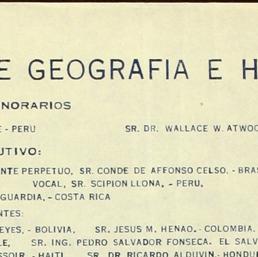 E GEOGRAFIA E H
NORARIOS
E - PERU SR. DR. WALLACE W. ATWOO
UTIVO:
NTE PERPETUO, SR. CONDE DE AFFONSO CELSO, - BRAS
VOCAL, SR. SCIPION LLONA, - PERU,
GUARDIA, - COSTA RICA
NTES:
EYES, - BOLIVIA, SR. JESUS M. HENAO, - COLOMBIA.
LE, SR. ING. PEDRO SALVADOR FONSECA, EL SALV
ESSOIR - HAITI SR. DR RICARDO ALDUVIN - HONDUR